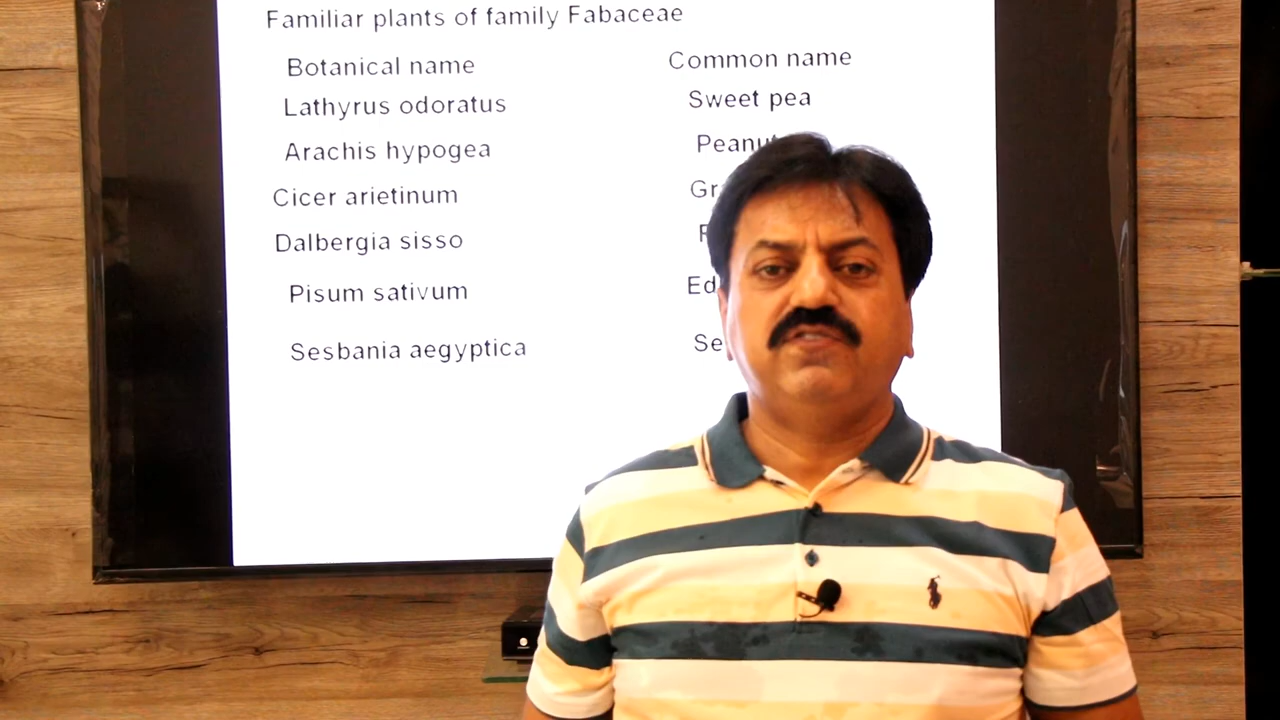 Familiar plants of family Fabaceae
Botanical name Common name
Lathyrus odoratus Sweet pea
Arachis hypogea
Cicer arietinum
Dalbergia sisso
Pisum sativum
Sesbania aegyptica